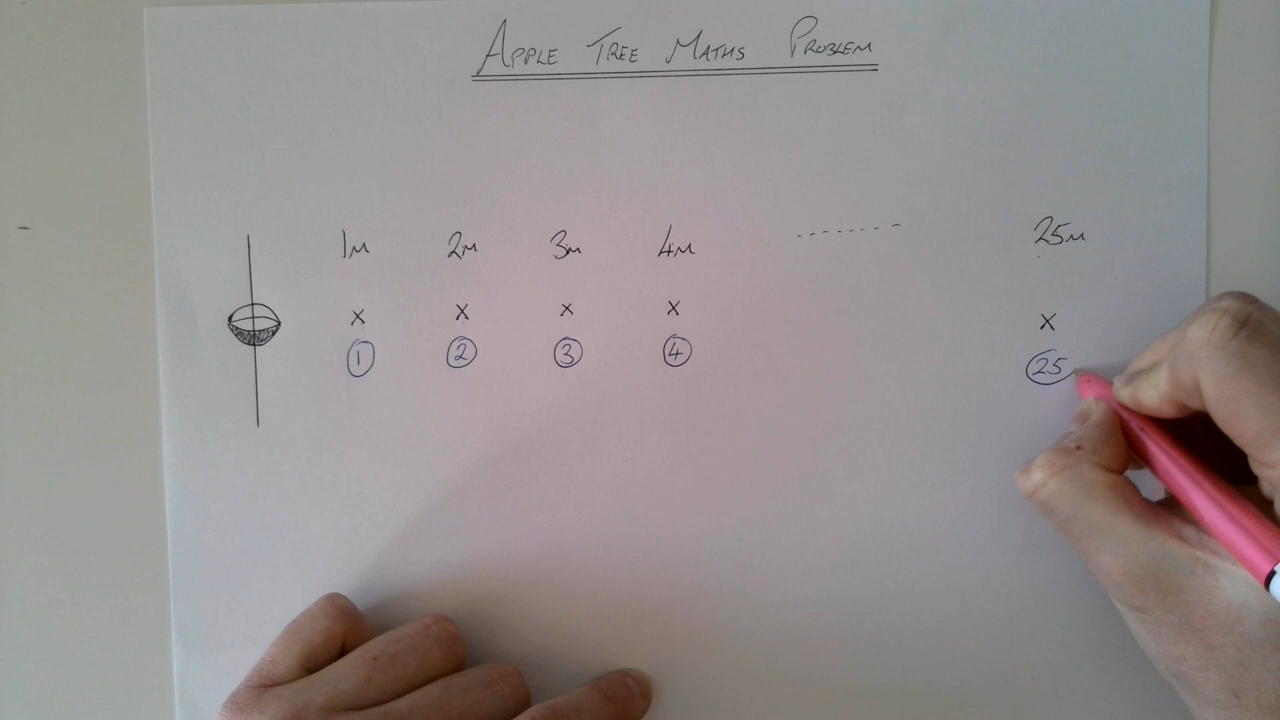 APPLE TREE MATHS PROBLEM
1M 2M 3M 4M -------- 25M
x x x x x
1 2 3 4 25